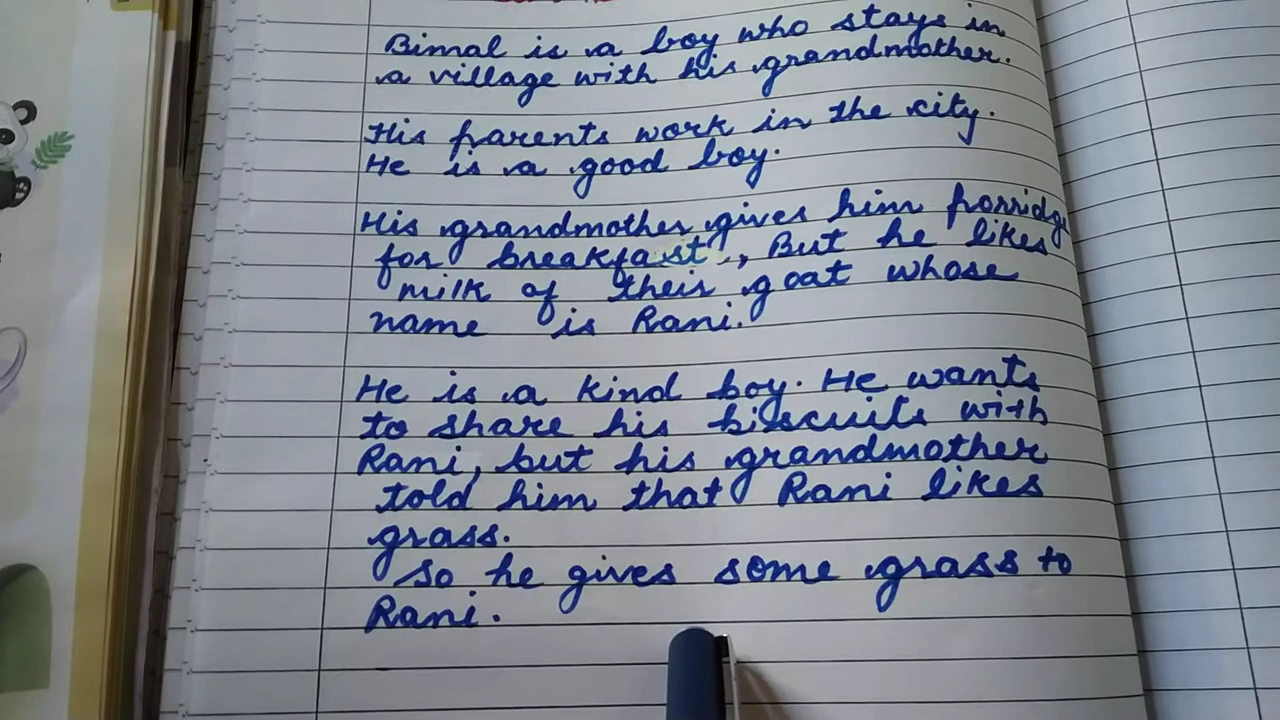 Bimal is a boy who stays in
a village with his grandmother.
His parents work in the city.
He is a good boy.
His grandmother gives him porridge
for breakfast, But he likes
milk of their goat whose
name is Rani.
He is a kind boy. He wants
to share his biscuits with
Rani, but his grandmother
told him that Rani likes
grass.
So he gives some grass to
Rani.